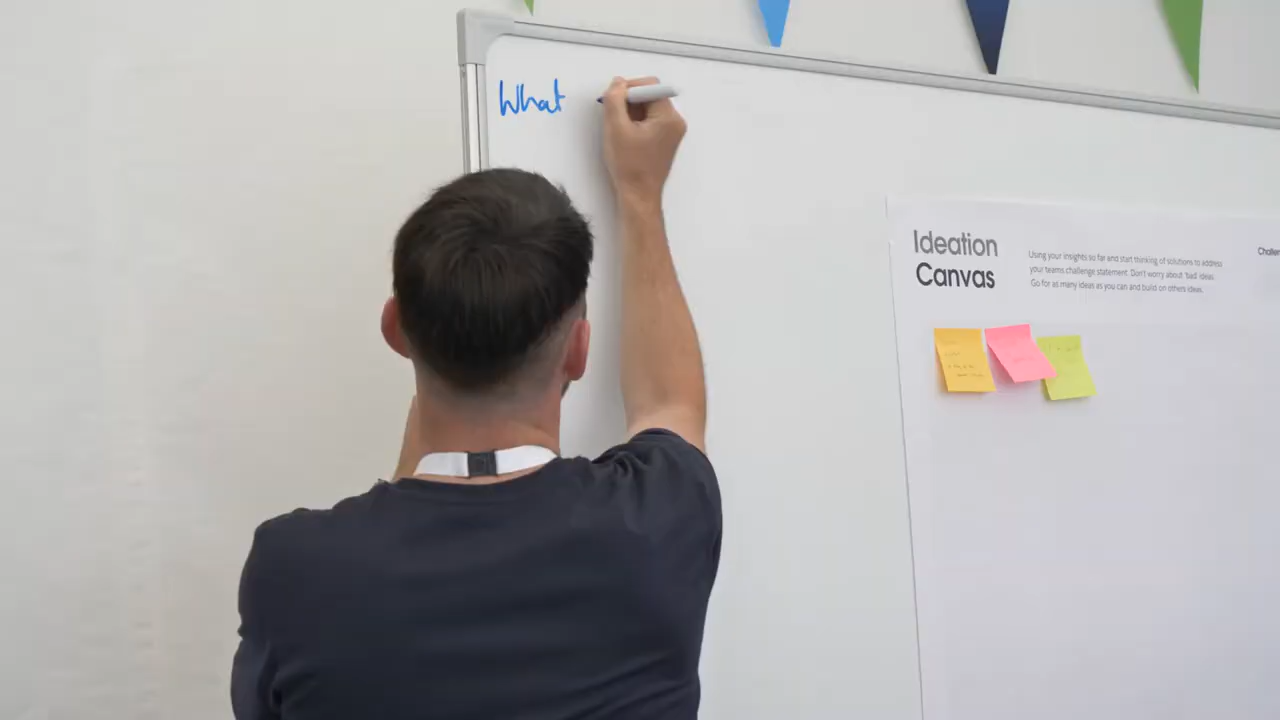 What
Ideation
Canvas
Using your insights so far and start thinking of solutions to address
your teams challenge statement. Don't worry about 'bad' ideas.
Go for as many ideas as you can and build on others ideas.